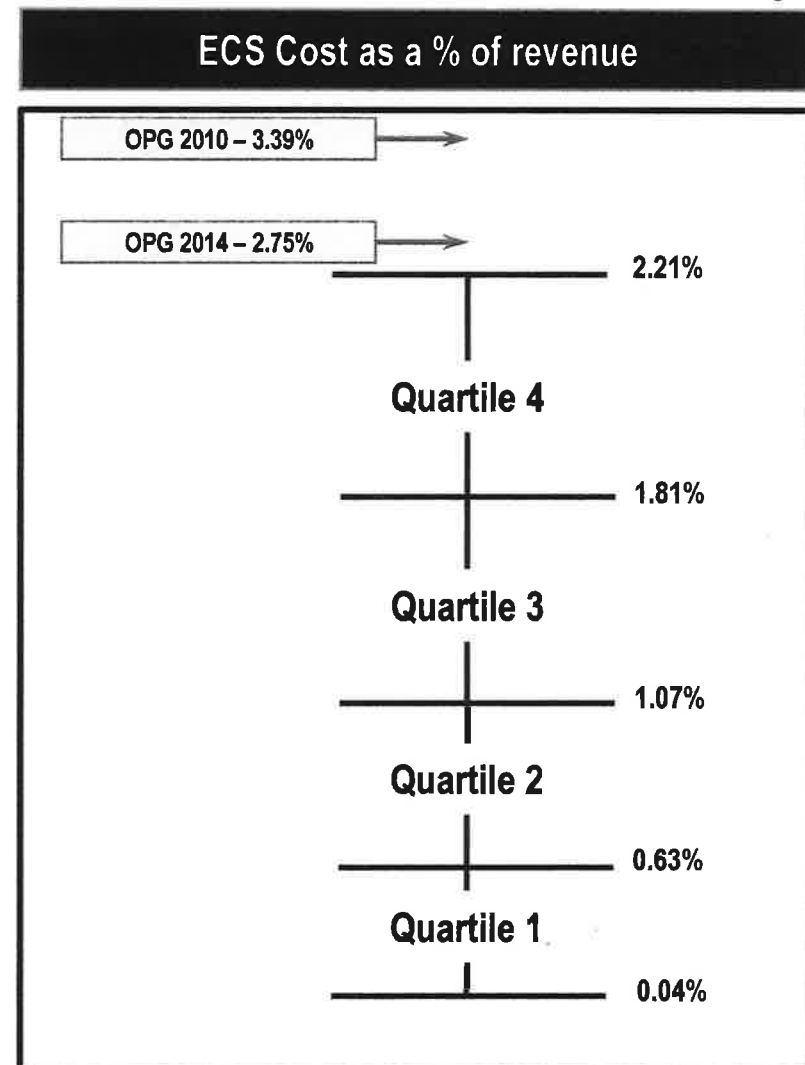 ECS Cost as a % of revenue
OPG 2010 – 3.39%
OPG 2014 – 2.75%
2.21%
Quartile 4
1.81%
Quartile 3
1.07%
Quartile 2
0.63%
Quartile 1
0.04%